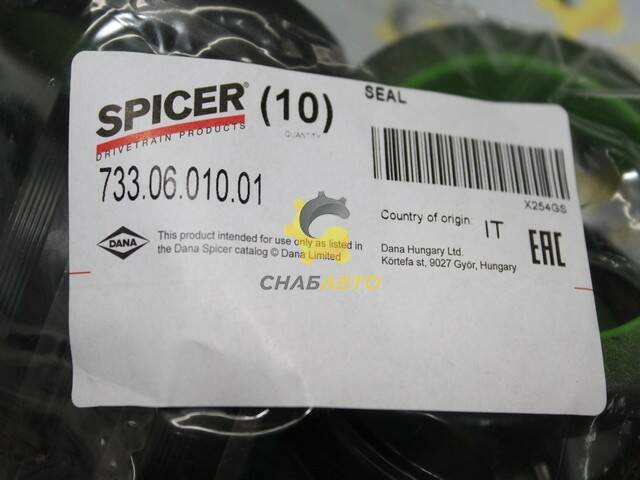 SPICER®
DRIVETRAIN PRODUCTS
(10)
QUANTITY
SEAL
733.06.010.01
X254GS
Country of origin: IT
DANA
This product intended for use only as listed in
the Dana Spicer catalog © Dana Limited
Dana Hungary Ltd.
Körtefa st, 9027 Győr, Hungary
EAC
СНАБАВТО